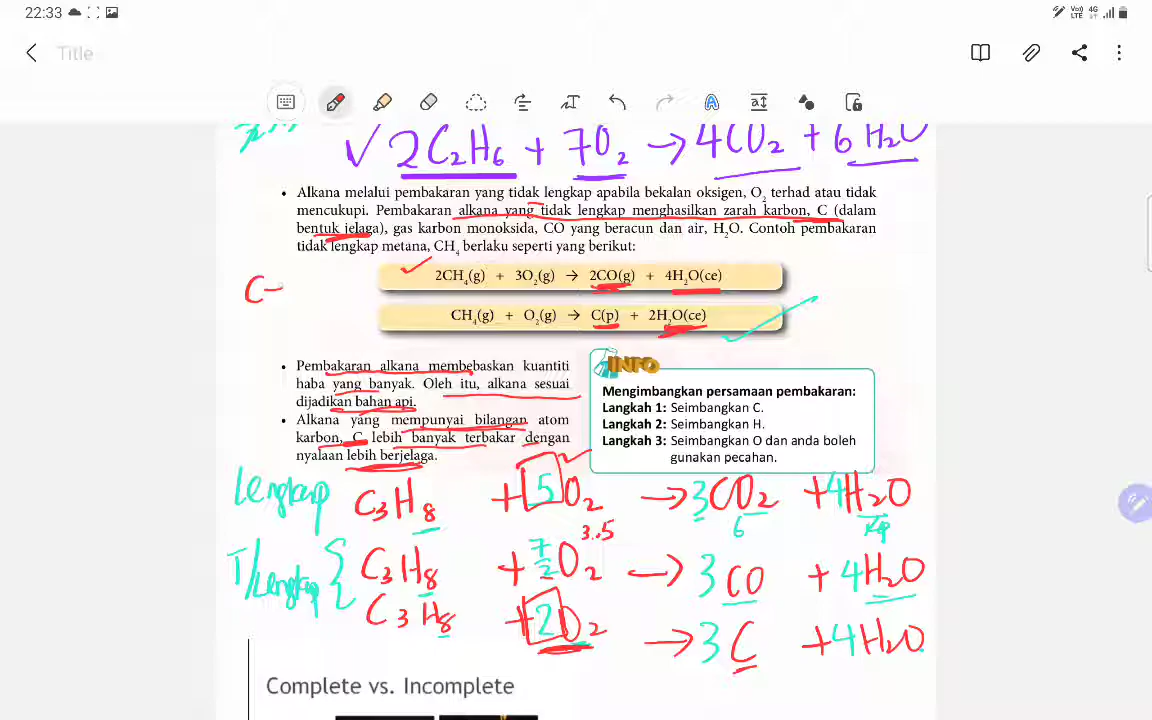 22:33
4G
Title
√ 2C₂H₆ + 7O₂ → 4CO₂ + 6H₂O
• Alkana melalui pembakaran yang tidak lengkap apabila bekalan oksigen, O₂ terhad atau tidak
mencukupi. Pembakaran alkana yang tidak lengkap menghasilkan zarah karbon, C (dalam
bentuk jelaga), gas karbon monoksida, CO yang beracun dan air, H₂O. Contoh pembakaran
tidak lengkap metana, CH₄ berlaku seperti yang berikut:
2CH₄(g) + 3O₂(g) → 2CO(g) + 4H₂O(ce)
C-
CH₄(g) + O₂(g) → C(p) + 2H₂O(ce)
• Pembakaran alkana membebaskan kuantiti
haba yang banyak. Oleh itu, alkana sesuai
dijadikan bahan api.
• Alkana yang mempunyai bilangan atom
karbon, C lebih banyak terbakar dengan
nyalaan lebih berjelaga.
INFO
Mengimbangkan persamaan pembakaran:
Langkah 1: Seimbangkan C.
Langkah 2: Seimbangkan H.
Langkah 3: Seimbangkan O dan anda boleh
gunakan pecahan.
Lengkap C₃H₈ + 5O₂ → 3CO₂ + 4H₂O
6
3.5
T/Lengkap { C₃H₈ + 7/2 O₂ → 3CO + 4H₂O
C₃H₈ + 2O₂ → 3C + 4H₂O
Complete vs. Incomplete